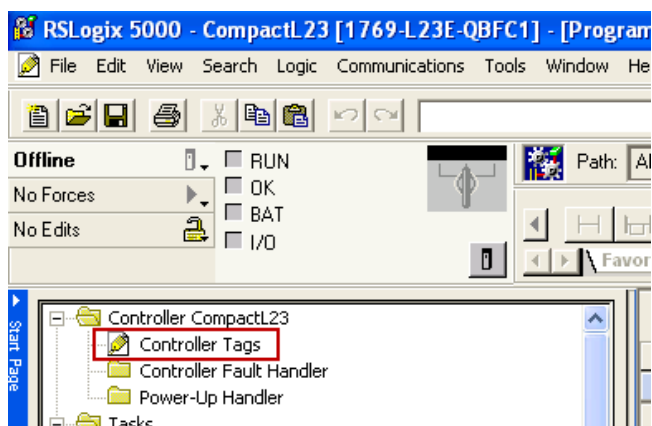 RSLogix 5000 - CompactL23 [1769-L23E-QBFC1] - [Program
File Edit View Search Logic Communications Tools Window He
Offline RUN Path: Al
No Forces OK
No Edits BAT
I/O
Favor
Start Page
Controller CompactL23
Controller Tags
Controller Fault Handler
Power-Up Handler
Tasks